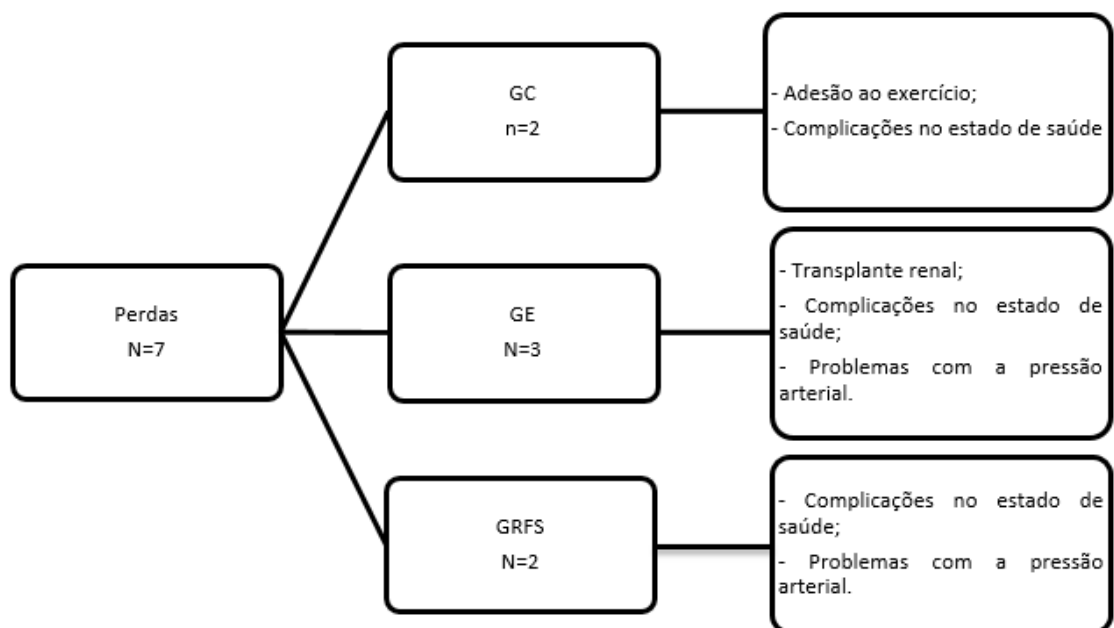 Perdas
N=7
GC
n=2
- Adesão ao exercício;
- Complicações no estado de saúde
GE
N=3
- Transplante renal;
- Complicações no estado de
saúde;
- Problemas com a pressão
arterial.
GRFS
N=2
- Complicações no estado de
saúde;
- Problemas com a pressão
arterial.